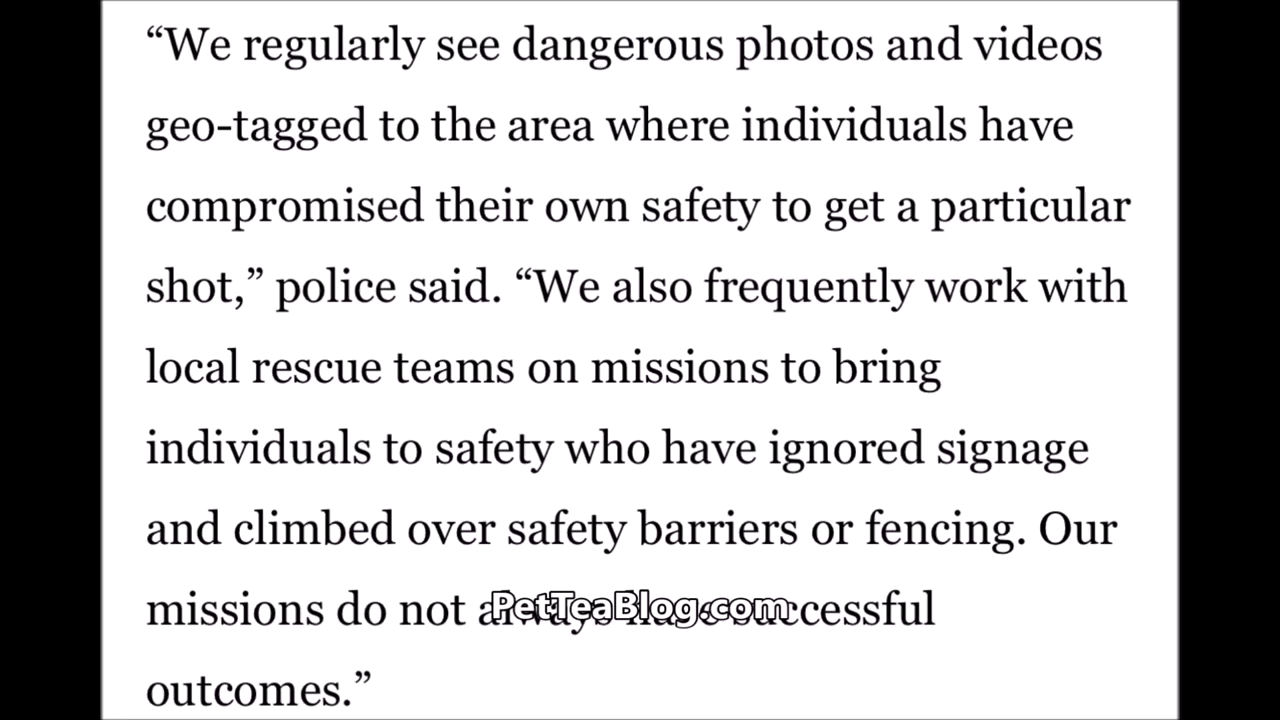 “We regularly see dangerous photos and videos
geo-tagged to the area where individuals have
compromised their own safety to get a particular
shot,” police said. “We also frequently work with
local rescue teams on missions to bring
individuals to safety who have ignored signage
and climbed over safety barriers or fencing. Our
missions do not always have successful
PetTeaBlog.com
outcomes.”